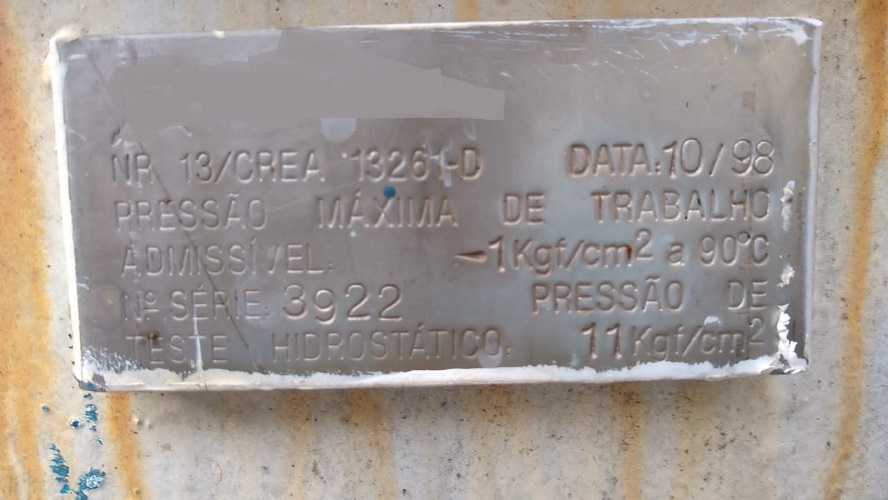 NR 13/CREA 13261-D DATA:10/98
PRESSÃO MÁXIMA DE TRABALHO
ADMISSÍVEL: -1Kgf/cm² a 90°C
Nº SÉRIE: 3922 PRESSÃO DE
TESTE HIDROSTÁTICO: 11Kgf/cm²